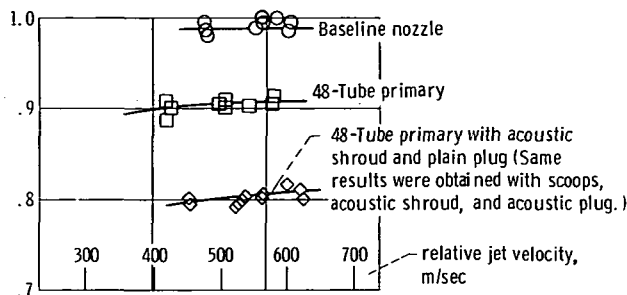 1.0
Baseline nozzle
48-Tube primary
.9
48-Tube primary with acoustic
shroud and plain plug (Same
results were obtained with scoops,
acoustic shroud, and acoustic plug.)
.8
300 400 500 600 700
relative jet velocity,
m/sec
.7